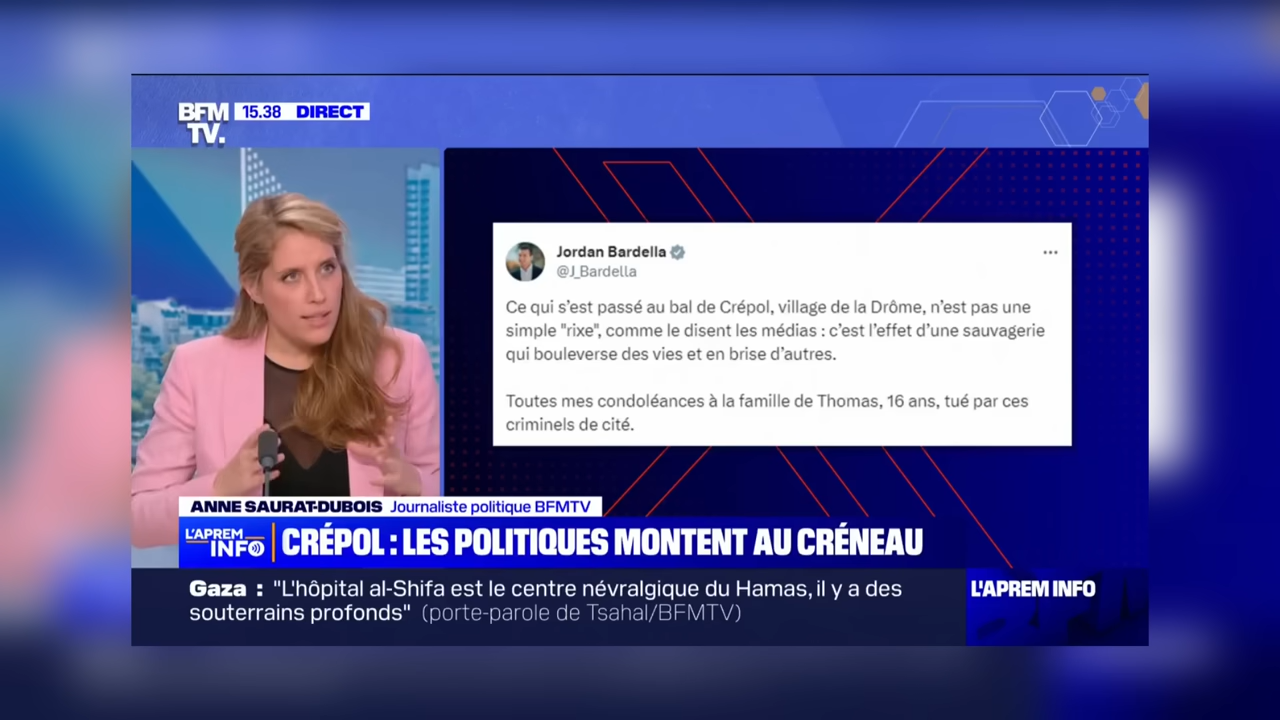 BFM
TV.
15.38 DIRECT
Jordan Bardella
@J_Bardella
Ce qui s'est passé au bal de Crépol, village de la Drôme, n'est pas une
simple "rixe", comme le disent les médias : c'est l'effet d'une sauvagerie
qui bouleverse des vies et en brise d'autres.
Toutes mes condoléances à la famille de Thomas, 16 ans, tué par ces
criminels de cité.
ANNE SAURAT-DUBOIS Journaliste politique BFMTV
L'APREM
INFO
CRÉPOL : LES POLITIQUES MONTENT AU CRÉNEAU
Gaza : "L'hôpital al-Shifa est le centre névralgique du Hamas, il y a des
souterrains profonds" (porte-parole de Tsahal/BFMTV)
L'APREM INFO